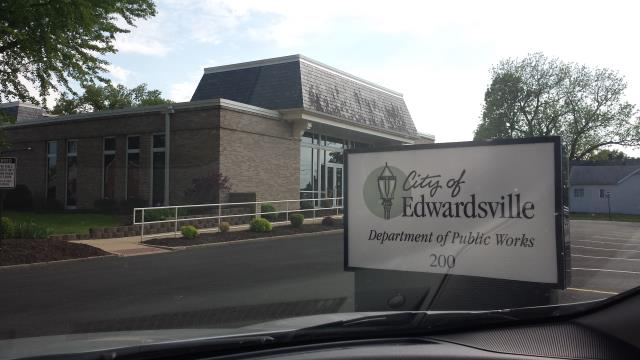 City of
Edwardsville
Department of Public Works
200